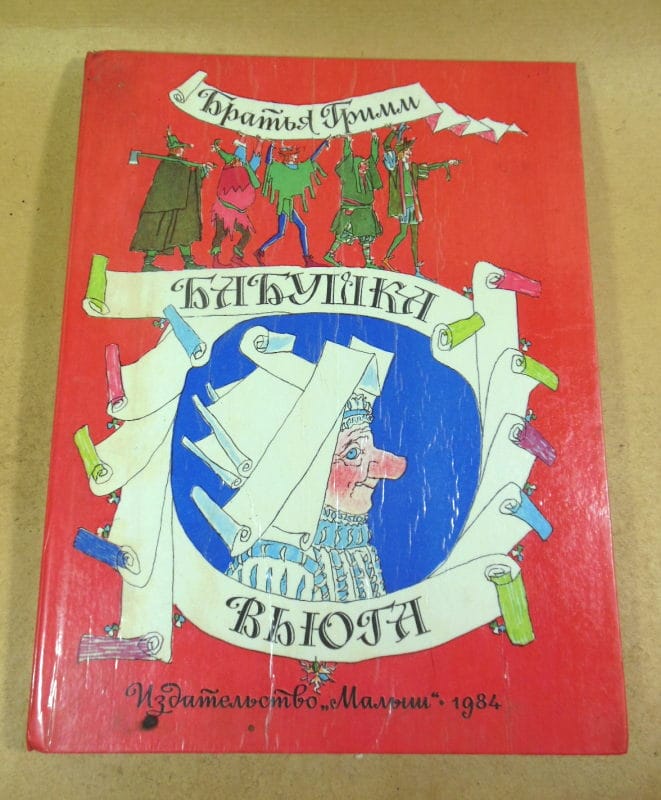 Братья Гримм
БАБУШКА
ВЬЮГА
Издательство „Малыш“ · 1984